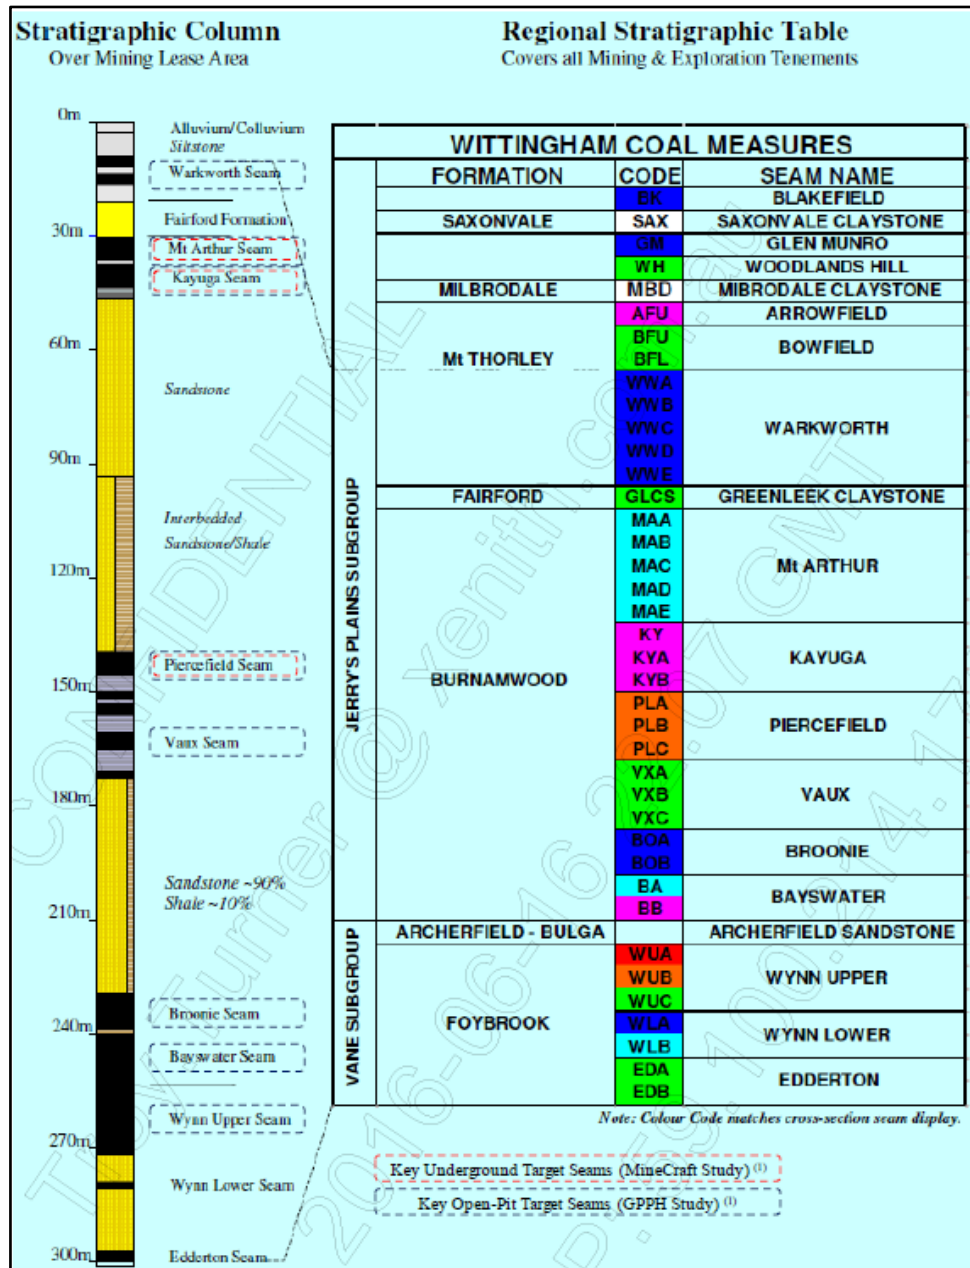 Stratigraphic Column
Over Mining Lease Area
Regional Stratigraphic Table
Covers all Mining & Exploration Tenements
0m
Alluvium/Colluvium
Siltstone
Warkworth Seam
Fairford Formation
30m
Mt Arthur Seam
Kayuga Seam
60m
Sandstone
90m
Interbedded
Sandstone/Shale
120m
Piercefield Seam
150m
Vaux Seam
180m
Sandstone ~90%
Shale ~10%
210m
Broonie Seam
240m
Bayswater Seam
Wynn Upper Seam
270m
Wynn Lower Seam
300m
Edderton Seam
WITTINGHAM COAL MEASURES
FORMATION CODE SEAM NAME
BK BLAKEFIELD
SAXONVALE SAX SAXONVALE CLAYSTONE
GM GLEN MUNRO
WH WOODLANDS HILL
MILBRODALE MBD MIBRODALE CLAYSTONE
AFU ARROWFIELD
Mt THORLEY
BFU
BFL
BOWFIELD
WWA
WWB
WWC
WWD
WWE
WARKWORTH
FAIRFORD GLCS GREENLEEK CLAYSTONE
JERRY'S PLAINS SUBGROUP
BURNAMWOOD
MAA
MAB
MAC
MAD
MAE
Mt ARTHUR
KY
KYA
KYB
KAYUGA
PLA
PLB
PLC
PIERCEFIELD
VXA
VXB
VXC
VAUX
BOA
BOB
BROONIE
BA
BB
BAYSWATER
VANE SUBGROUP
ARCHERFIELD - BULGA ARCHERFIELD SANDSTONE
FOYBROOK
WUA
WUB
WUC
WYNN UPPER
WLA
WLB
WYNN LOWER
EDA
EDB
EDDERTON
Note: Colour Code matches cross-section seam display.
Key Underground Target Seams (MineCraft Study) (1)
Key Open-Pit Target Seams (GPPH Study) (1)
CONFIDENTIAL